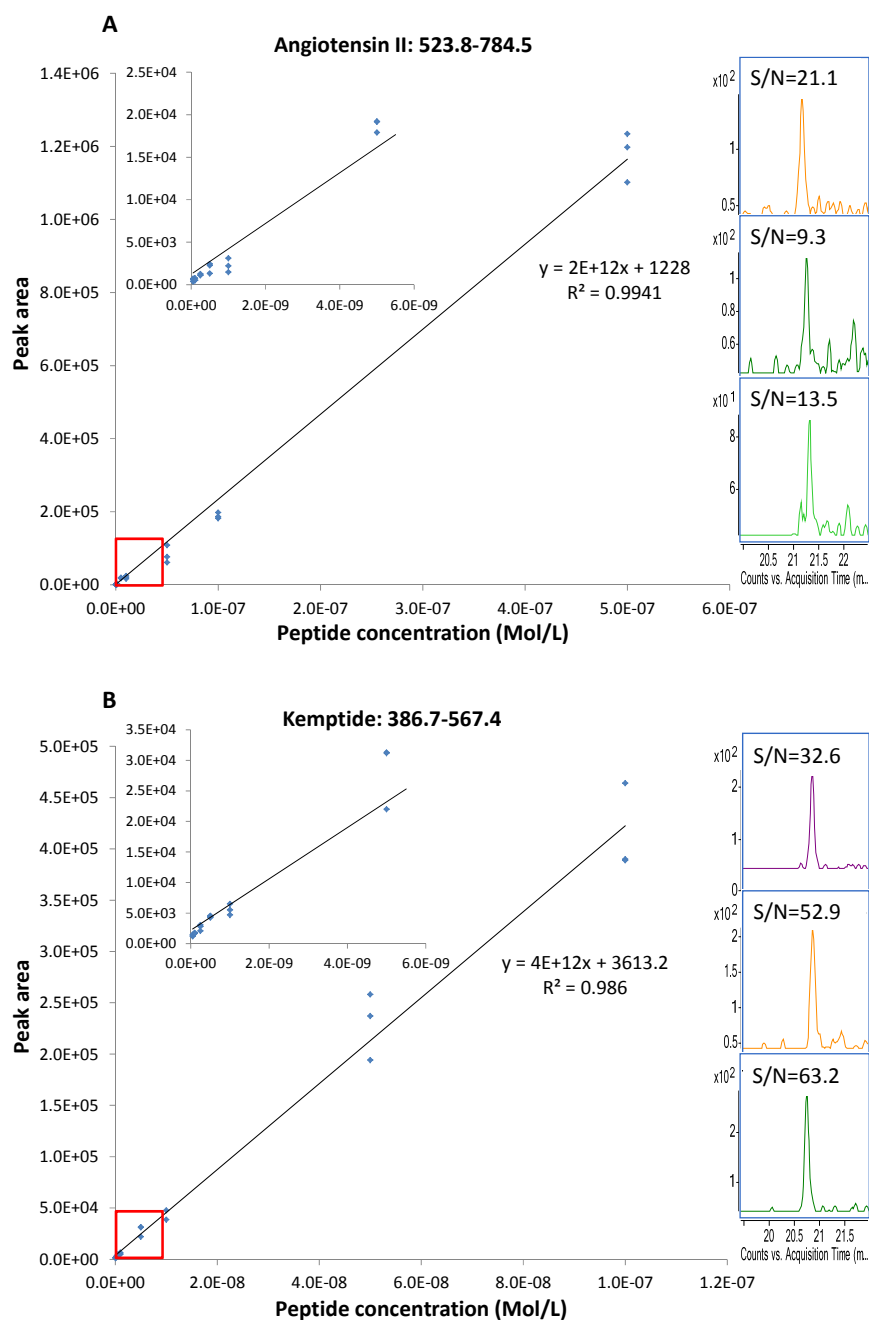 A
Angiotensin II: 523.8-784.5
1.4E+06
1.2E+06
1.0E+06
8.0E+05
6.0E+05
4.0E+05
2.0E+05
0.0E+00
Peak area
2.5E+04
2.0E+04
1.5E+04
1.0E+04
5.0E+03
0.0E+00
0.0E+00 2.0E-09 4.0E-09 6.0E-09
y = 2E+12x + 1228
R² = 0.9941
0.0E+00 1.0E-07 2.0E-07 3.0E-07 4.0E-07 5.0E-07 6.0E-07
Peptide concentration (Mol/L)
x10²
S/N=21.1
1
0.5
x10²
S/N=9.3
1
0.8
0.6
x10¹
S/N=13.5
8
6
20.5 21 21.5 22
Counts vs. Acquisition Time (m...
B
Kemptide: 386.7-567.4
5.0E+05
4.5E+05
4.0E+05
3.5E+05
3.0E+05
2.5E+05
2.0E+05
1.5E+05
1.0E+05
5.0E+04
0.0E+00
Peak area
3.5E+04
3.0E+04
2.5E+04
2.0E+04
1.5E+04
1.0E+04
5.0E+03
0.0E+00
0.0E+00 2.0E-09 4.0E-09 6.0E-09
y = 4E+12x + 3613.2
R² = 0.986
0.0E+00 2.0E-08 4.0E-08 6.0E-08 8.0E-08 1.0E-07 1.2E-07
Peptide concentration (Mol/L)
x10²
S/N=32.6
2
1
0
x10²
S/N=52.9
2
1.5
1
0.5
x10²
S/N=63.2
2
1
20 20.5 21 21.5
Counts vs. Acquisition Time (m...